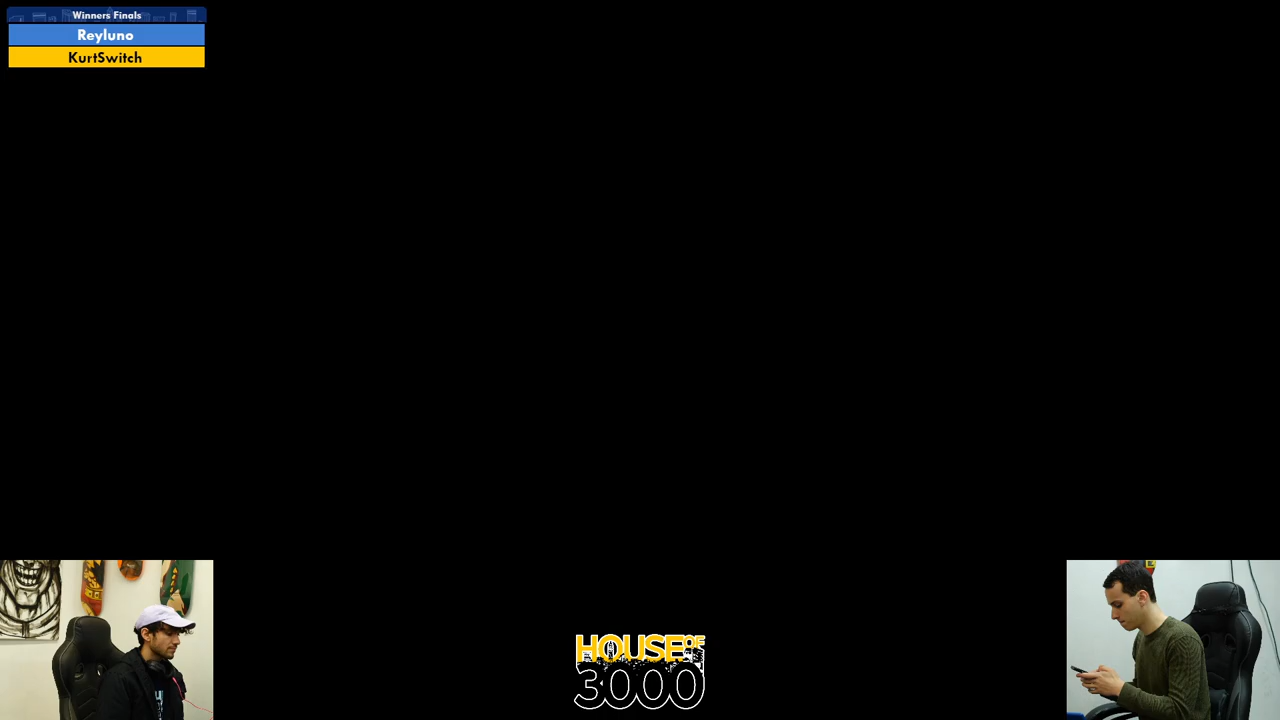 Winners Finals
Reyluno
KurtSwitch
HOUSE OF
3000